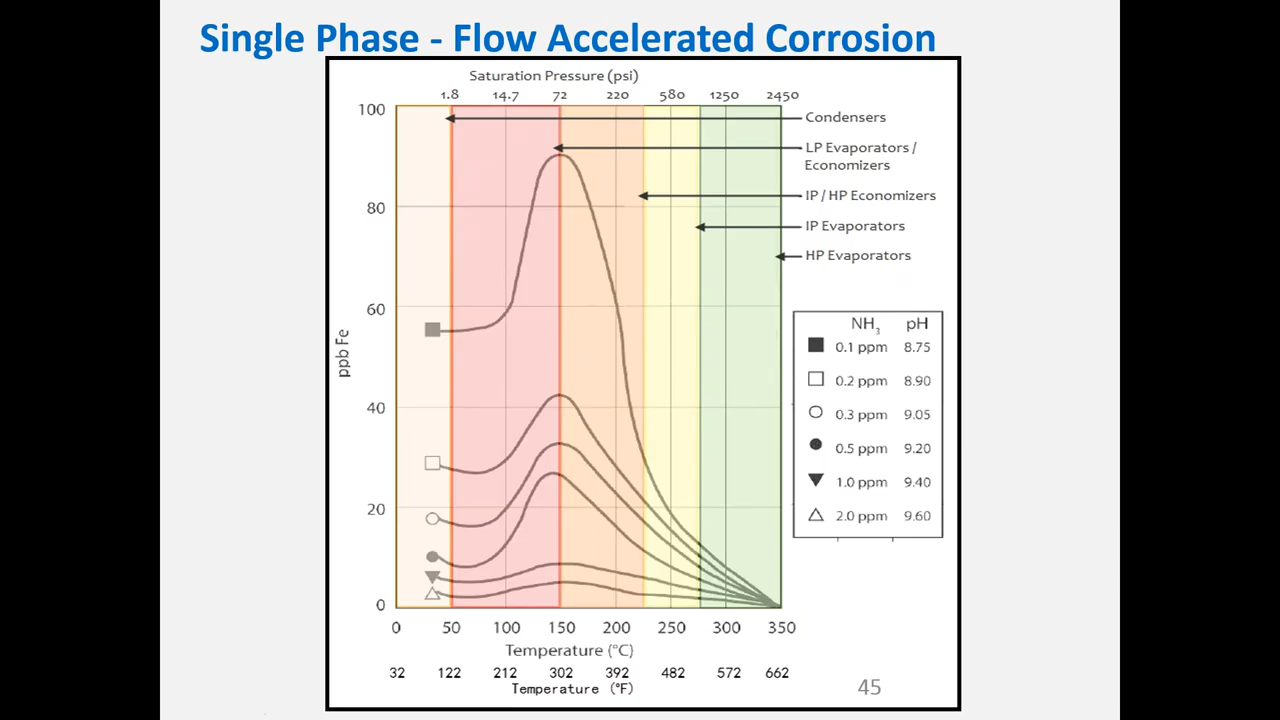 Single Phase - Flow Accelerated Corrosion
Saturation Pressure (psi)
1.8 14.7 72 220 580 1250 2450
100
80
60
40
20
0
ppb Fe
Condensers
LP Evaporators /
Economizers
IP / HP Economizers
IP Evaporators
HP Evaporators
NH3 pH
0.1 ppm 8.75
0.2 ppm 8.90
0.3 ppm 9.05
0.5 ppm 9.20
1.0 ppm 9.40
2.0 ppm 9.60
0 50 100 150 200 250 300 350
Temperature (°C)
32 122 212 302 392 482 572 662
Temperature (°F)
45